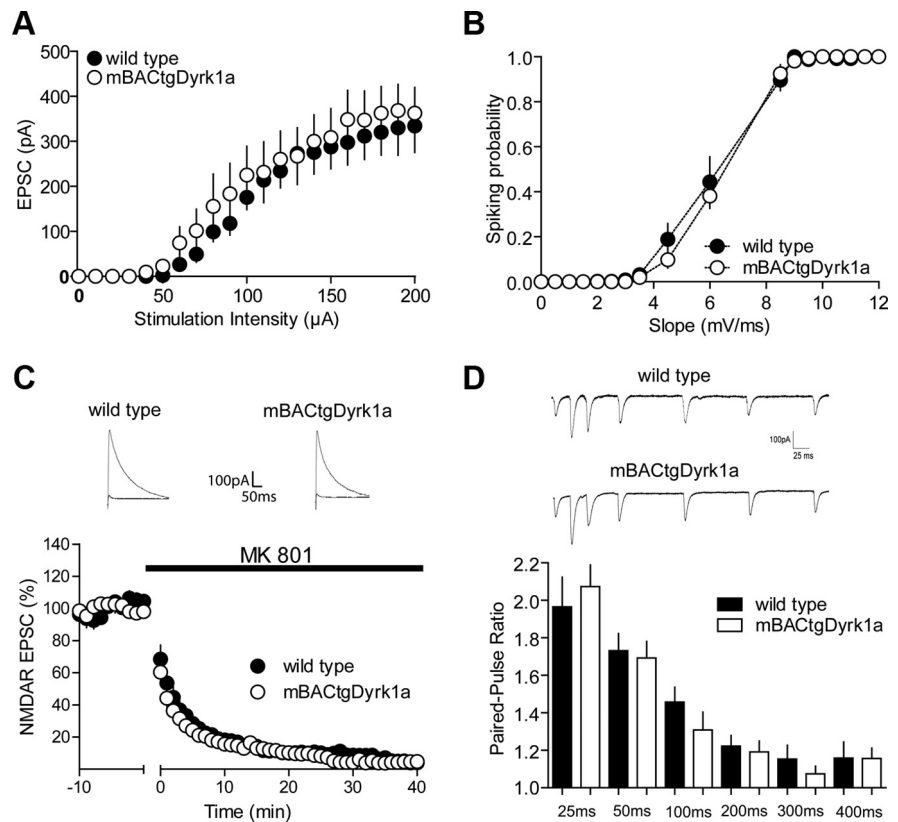 A
500
400
300
200
100
0
EPSC (pA)
wild type
mBACtgDyrk1a
0
50
100
150
200
Stimulation Intensity (µA)
B
1.0
0.8
0.6
0.4
0.2
0.0
Spiking probability
wild type
mBACtgDyrk1a
0
2
4
6
8
10
12
Slope (mV/ms)
C
wild type
mBACtgDyrk1a
100pA
50ms
140
120
100
80
60
40
20
NMDAR EPSC (%)
MK 801
wild type
mBACtgDyrk1a
-10
0
10
20
30
40
Time (min)
D
wild type
100pA
25 ms
mBACtgDyrk1a
2.2
2.0
1.8
1.6
1.4
1.2
1.0
Paired-Pulse Ratio
wild type
mBACtgDyrk1a
25ms
50ms
100ms
200ms
300ms
400ms